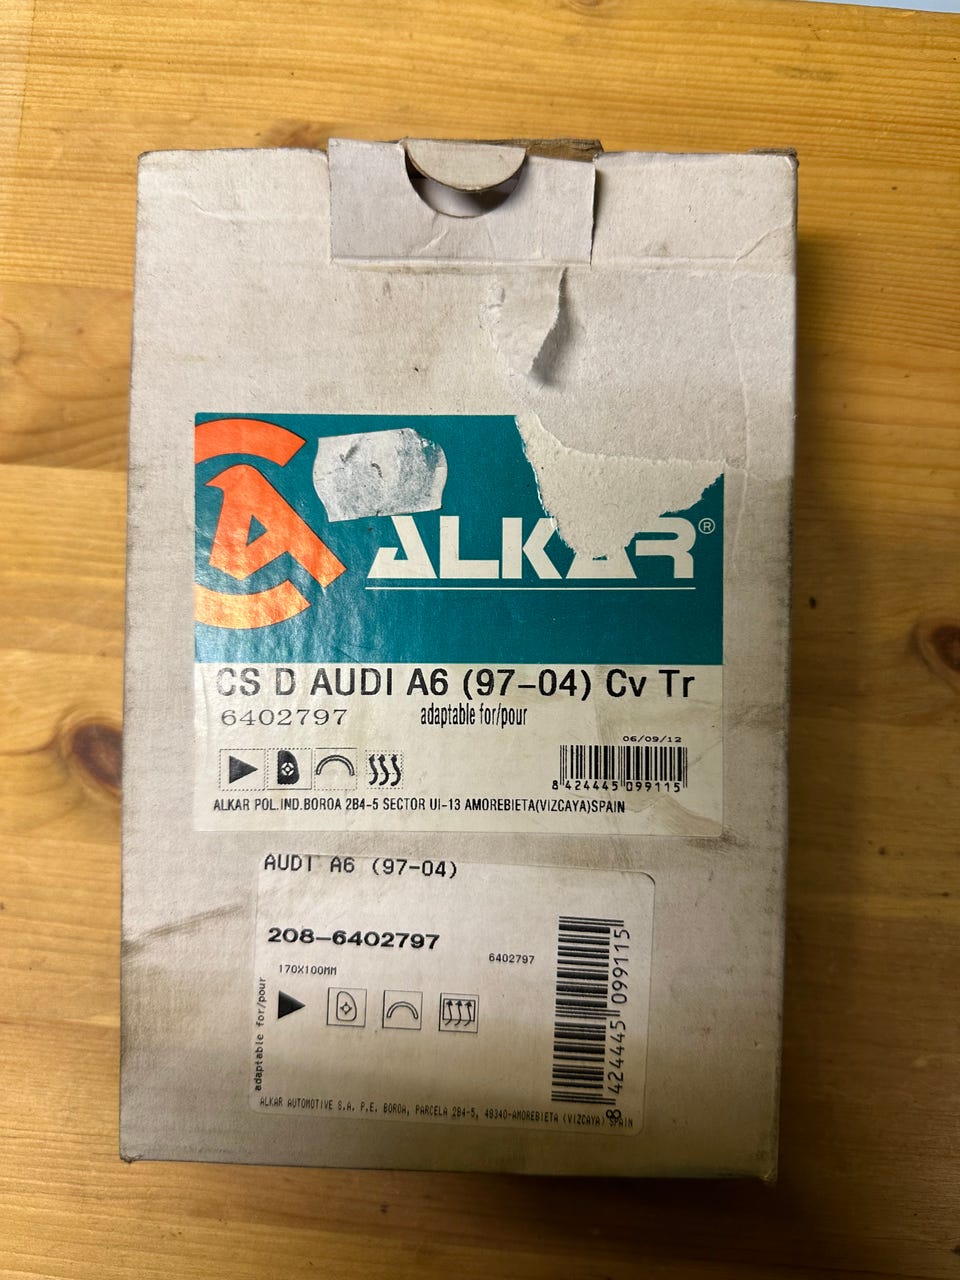 ALKAR®
CS D AUDI A6 (97-04) Cv Tr
6402797 adaptable for/pour
06/09/12
8 424445 099115
ALKAR POL.IND.BOROA 2B4-5 SECTOR UI-13 AMOREBIETA(VIZCAYA)SPAIN
AUDI A6 (97-04)
208-6402797
6402797
170X100MM
adaptable for/pour
8 424445 099115
ALKAR AUTOMOTIVE S.A. P.E. BOROA, PARCELA 2B4-5, 48340-AMOREBIETA (VIZCAYA) SPAIN